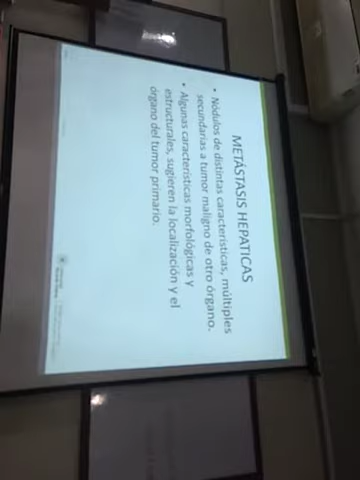 METÁSTASIS HEPATICAS
• Nódulos de distintas características, múltiples
secundarias a tumor maligno de otro órgano.
• Algunas características morfológicas y
estructurales, sugieren la localización y el
órgano del tumor primario.